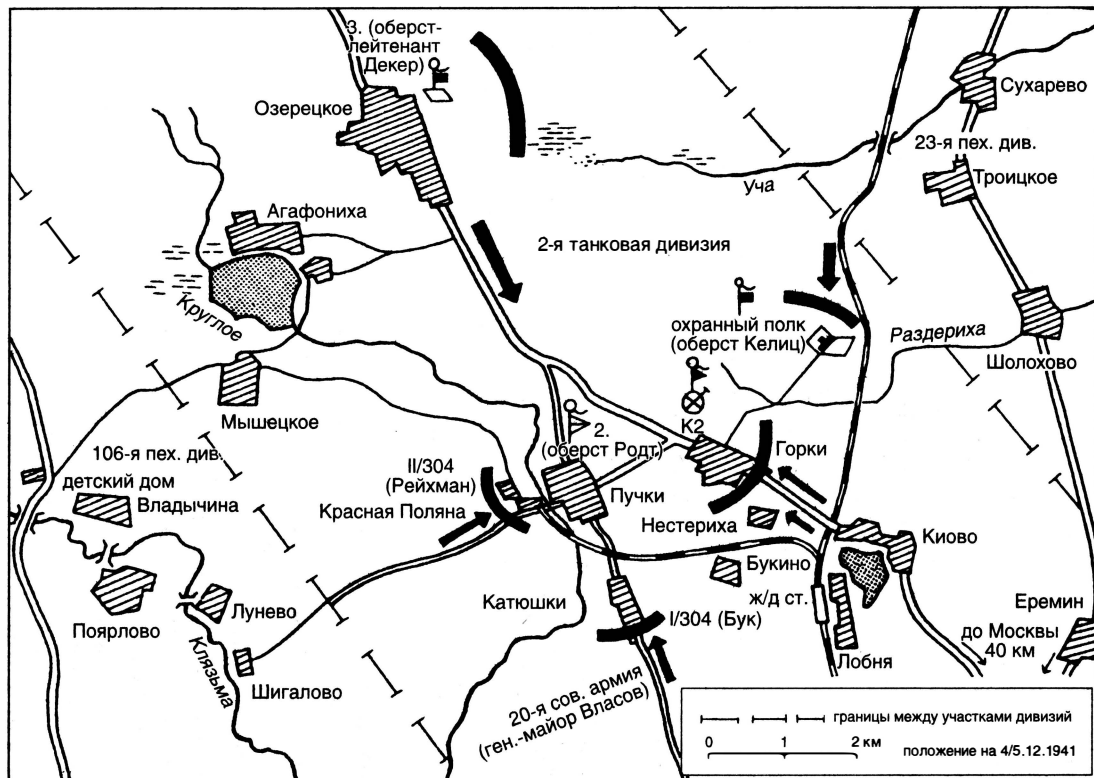 3. (оберст-
лейтенант
Декер)
Озерецкое
Сухарево
23-я пех. див.
Уча
Троицкое
Агафониха
2-я танковая дивизия
Круглое
охранный полк
(оберст Келиц)
Раздериха
Шолохово
Мышецкое
К2
2.
(оберст Родт)
Горки
106-я пех. див.
детский дом
Владычина
II/304
(Рейхман)
Красная Поляна
Пучки
Нестериха
Киово
Букино
ж/д ст.
Поярлово
Лунево
Катюшки
I/304 (Бук)
Еремин
до Москвы
40 км
Клязьма
Шигалово
Лобня
20-я сов. армия
(ген.-майор Власов)
границы между участками дивизий
0 1 2 км
положение на 4/5.12.1941